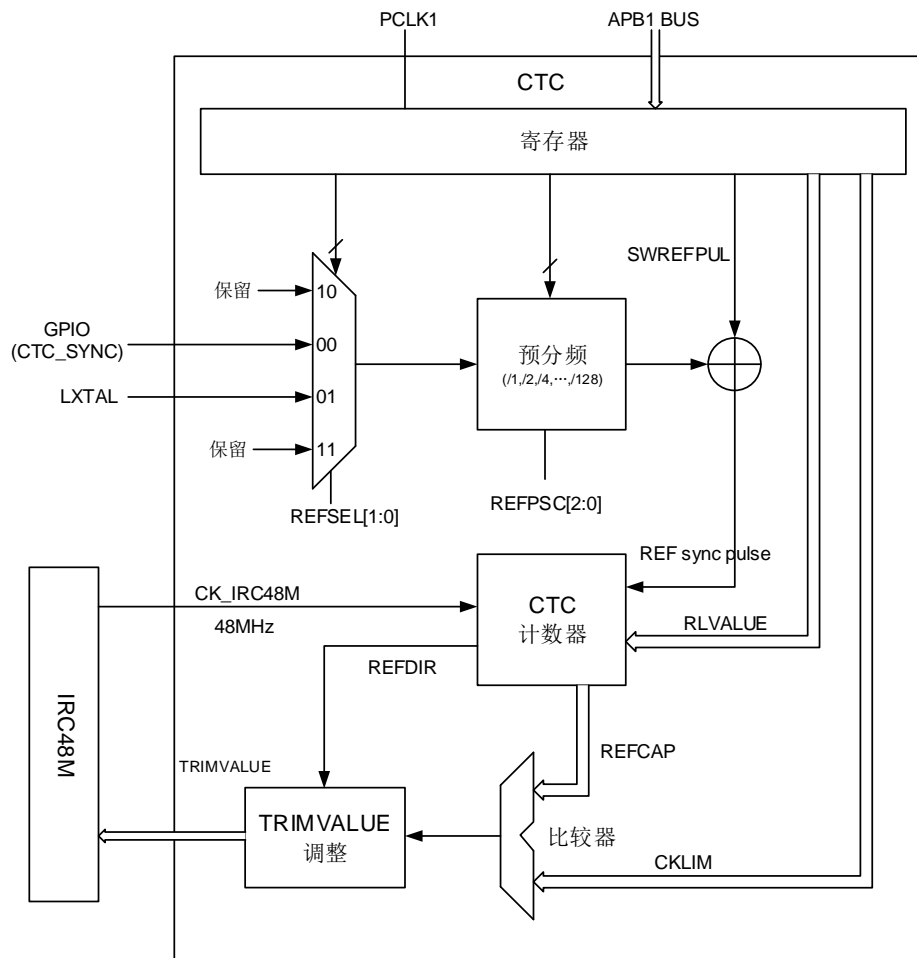 PCLK1
APB1 BUS
CTC
寄存器
SWREFPUL
保留
10
GPIO
(CTC_SYNC)
00
预分频
(/1,/2,/4,⋯,/128)
LXTAL
01
保留
11
REFSEL[1:0]
REFPSC[2:0]
REF sync pulse
CK_IRC48M
48MHz
CTC
计数器
RLVALUE
REFDIR
IRC48M
REFCAP
TRIMVALUE
TRIMVALUE
调整
比较器
CKLIM